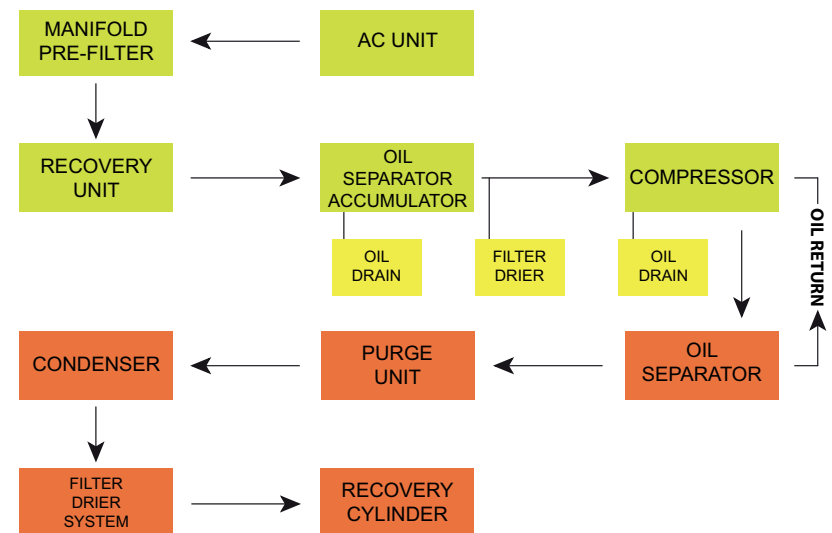 MANIFOLD
PRE-FILTER
AC UNIT
RECOVERY
UNIT
OIL
SEPARATOR
ACCUMULATOR
COMPRESSOR
OIL RETURN
OIL
DRAIN
FILTER
DRIER
OIL
DRAIN
CONDENSER
PURGE
UNIT
OIL
SEPARATOR
FILTER
DRIER
SYSTEM
RECOVERY
CYLINDER